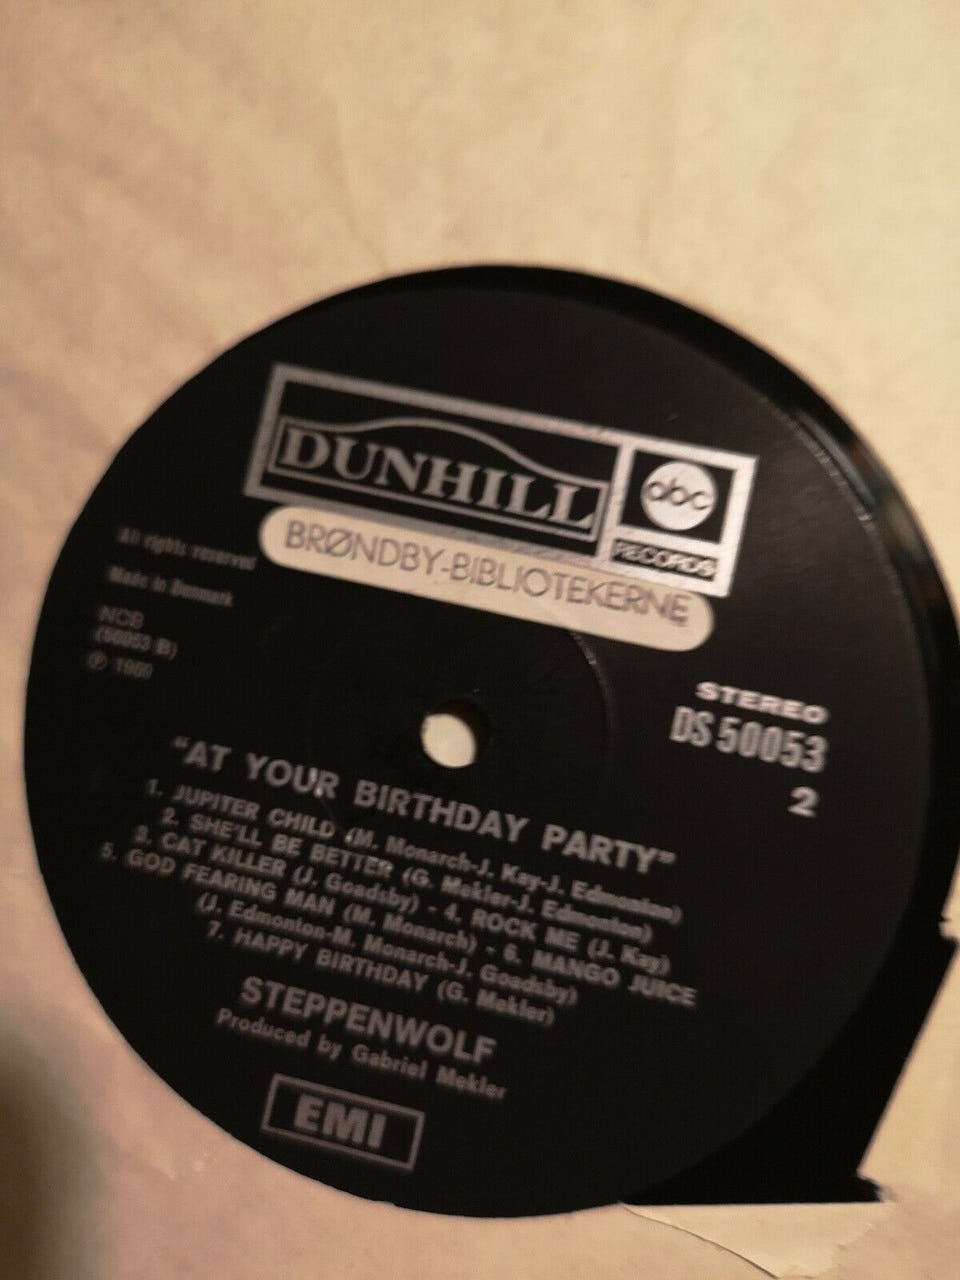 DUNHILL
abc
RECORDS
BRØNDBY-BIBLIOTEKERNE
All rights reserved
Made in Denmark
NCB
(50053 B)
℗ 1969
STEREO
DS 50053
2
"AT YOUR BIRTHDAY PARTY"
1. JUPITER CHILD (M. Monarch-J. Kay-J. Edmonton)
2. SHE'LL BE BETTER (G. Mekler-J. Edmonton)
3. CAT KILLER (J. Goadsby) - 4. ROCK ME (J. Kay)
5. GOD FEARING MAN (M. Monarch) - 6. MANGO JUICE
(J. Edmonton-M. Monarch-J. Goadsby)
7. HAPPY BIRTHDAY (G. Mekler)
STEPPENWOLF
Produced by Gabriel Mekler
EMI